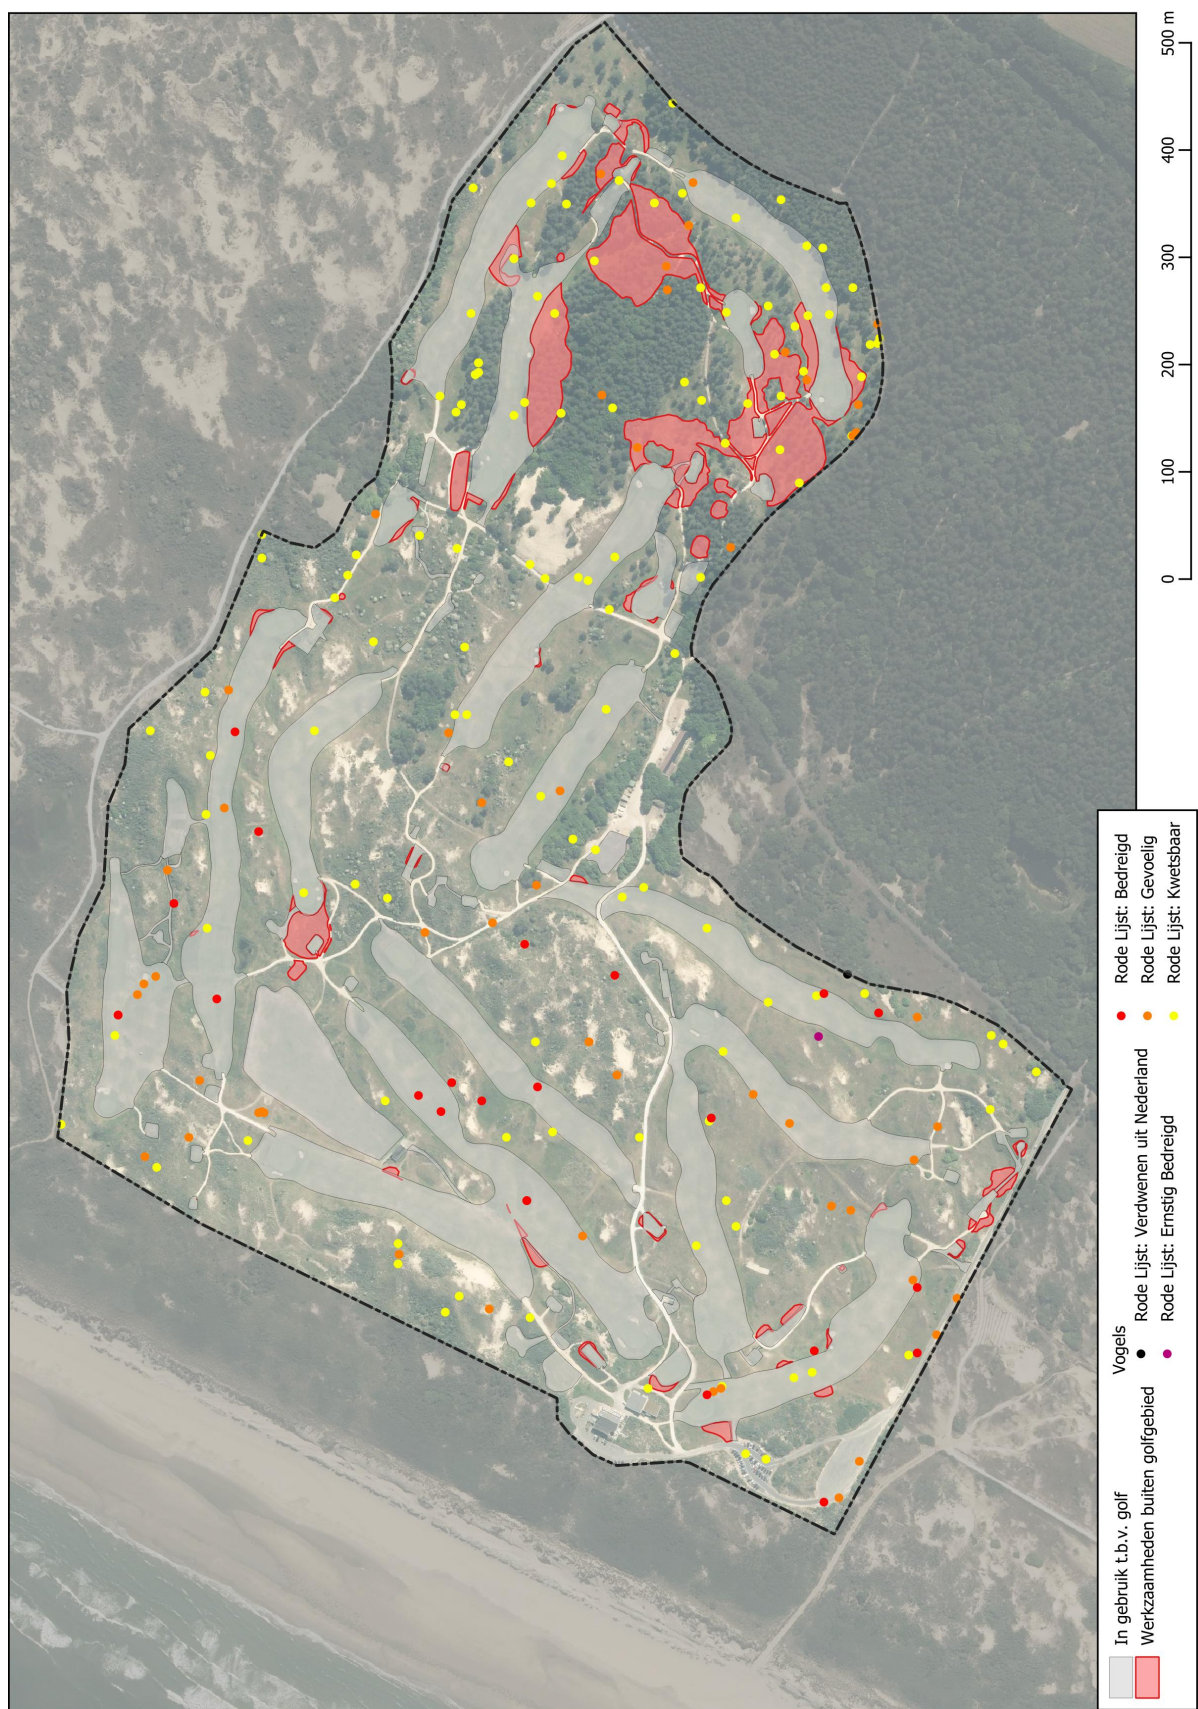 In gebruik t.b.v. golf
Werkzaamheden buiten golfgebied
Vogels
Rode Lijst: Verdwenen uit Nederland
Rode Lijst: Ernstig Bedreigd
Rode Lijst: Bedreigd
Rode Lijst: Gevoelig
Rode Lijst: Kwetsbaar
0 100 200 300 400 500 m